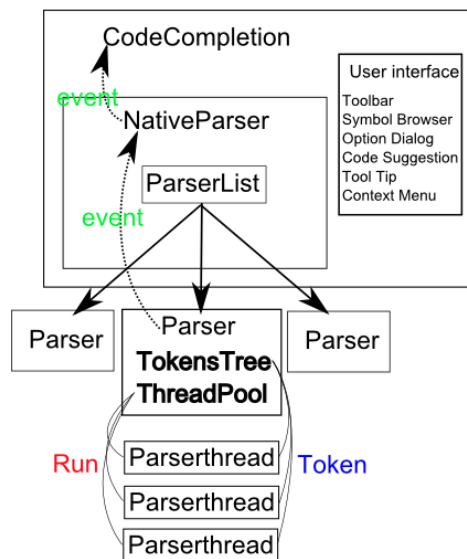 CodeCompletion
User interface
event
Toolbar
NativeParser
Symbol Browser
Option Dialog
Code Suggestion
Tool Tip
Context Menu
ParserList
event
Parser
Parser
Parser
TokensTree
ThreadPool
Run
Parserthread
Token
Parserthread
Parserthread